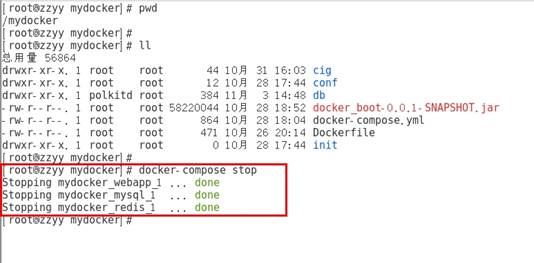 [root@zzyy mydocker]# pwd
/mydocker
[root@zzyy mydocker]#
[root@zzyy mydocker]# ll
总用量 56864
drwxr-xr-x. 1 root    root          44 10月 31 16:03 cig
drwxr-xr-x. 1 root    root          12 10月 28 17:44 conf
drwxr-xr-x. 1 polkitd root         384 11月  3 14:48 db
-rw-r--r--. 1 root    root    58220044 10月 28 18:52 docker_boot-0.0.1-SNAPSHOT.jar
-rw-r--r--. 1 root    root         864 10月 28 18:04 docker-compose.yml
-rw-r--r--. 1 root    root         471 10月 26 20:14 Dockerfile
drwxr-xr-x. 1 root    root           0 10月 28 17:44 init
[root@zzyy mydocker]#
[root@zzyy mydocker]# docker-compose stop
Stopping mydocker_webapp_1 ... done
Stopping mydocker_mysql_1  ... done
Stopping mydocker_redis_1  ... done
[root@zzyy mydocker]#